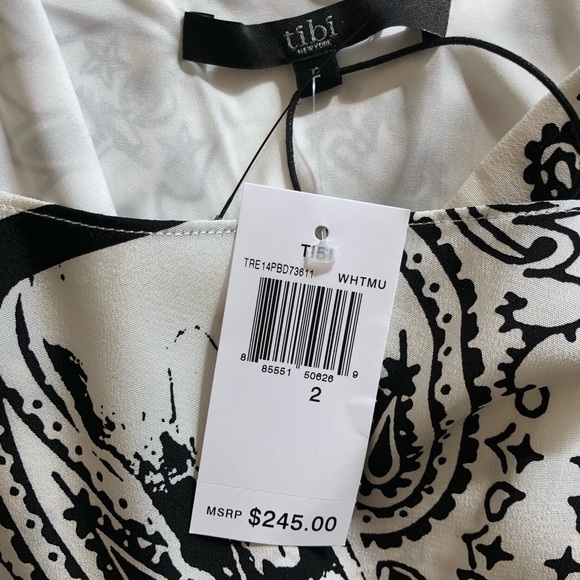 tibi
NEW YORK
TIBI
TRE14PBD73611 WHTMU
8 85551 50626 9
2
MSRP $245.00